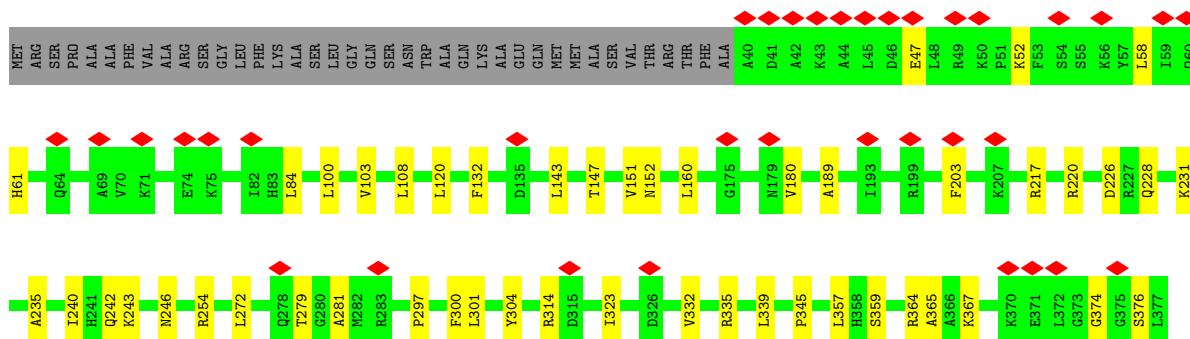 MET ARG SER PRO ALA ALA PHE VAL ALA ARG SER GLY LEU PHE LYS ALA SER LEU GLY GLN SER ASN TRP ALA GLN LYS ALA GLU GLN MET MET ALA SER VAL THR ARG THR PHE ALA A40 D41 A42 K43 A44 L45 D46 E47 L48 R49 K50 P51 K52 F53 S54 S55 K56 Y57 L58 I59 Q60
H61 Q64 A69 V70 K71 E74 K75 I82 H83 L84 L100 V103 L108 L120 F132 D135 L143 T147 V151 N152 L160 G175 N179 V180 A189 I193 R199 F203 K207 R217 R220 D226 R227 Q228 K231
A235 I240 H241 Q242 K243 N246 R254 L272 Q278 T279 G280 A281 M282 R283 P297 F300 L301 Y304 R314 D315 I323 D326 V332 R335 L339 P345 L357 H358 S359 R364 A365 A366 K367 K370 E371 L372 G373 G374 G375 S376 L377